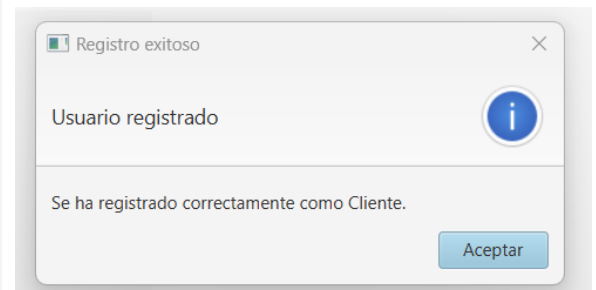 Registro exitoso
Usuario registrado
Se ha registrado correctamente como Cliente.
Aceptar